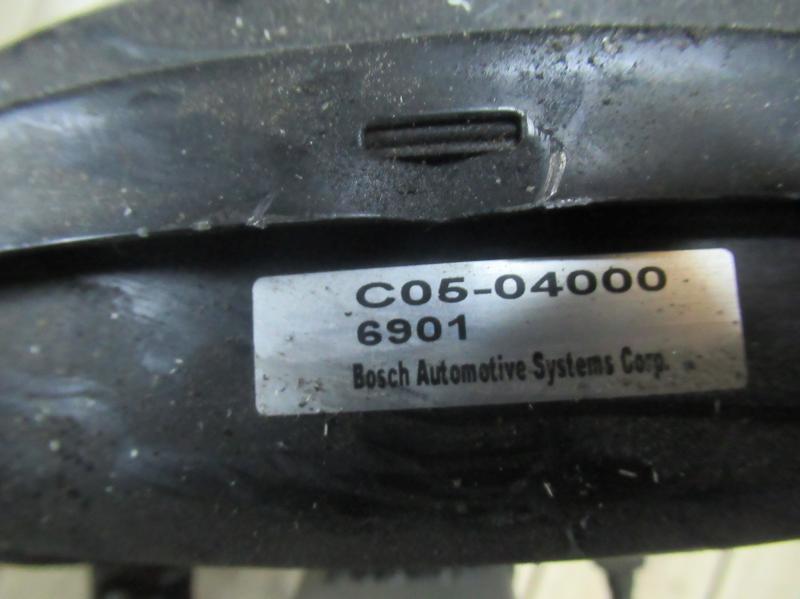 C05-04000
6901
Bosch Automotive Systems Corp.